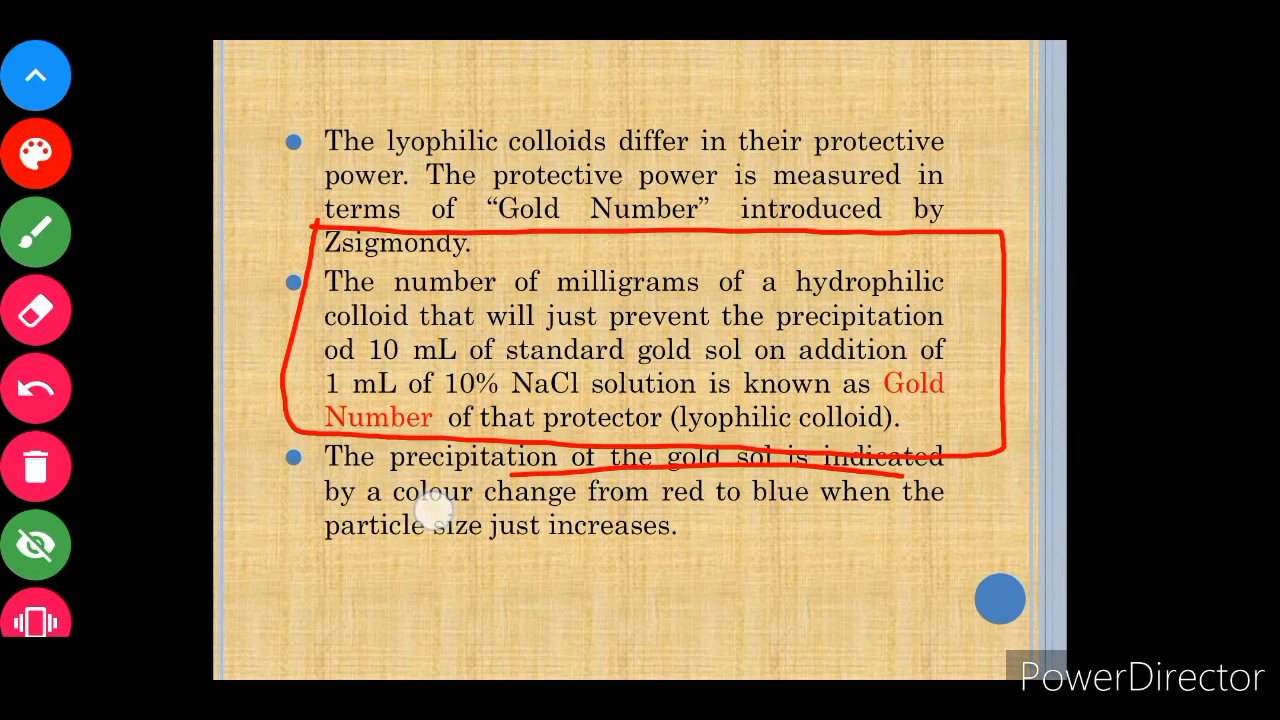 The lyophilic colloids differ in their protective
power. The protective power is measured in
terms of “Gold Number” introduced by
Zsigmondy.
The number of milligrams of a hydrophilic
colloid that will just prevent the precipitation
od 10 mL of standard gold sol on addition of
1 mL of 10% NaCl solution is known as Gold
Number of that protector (lyophilic colloid).
The precipitation of the gold sol is indicated
by a colour change from red to blue when the
particle size just increases.
PowerDirector